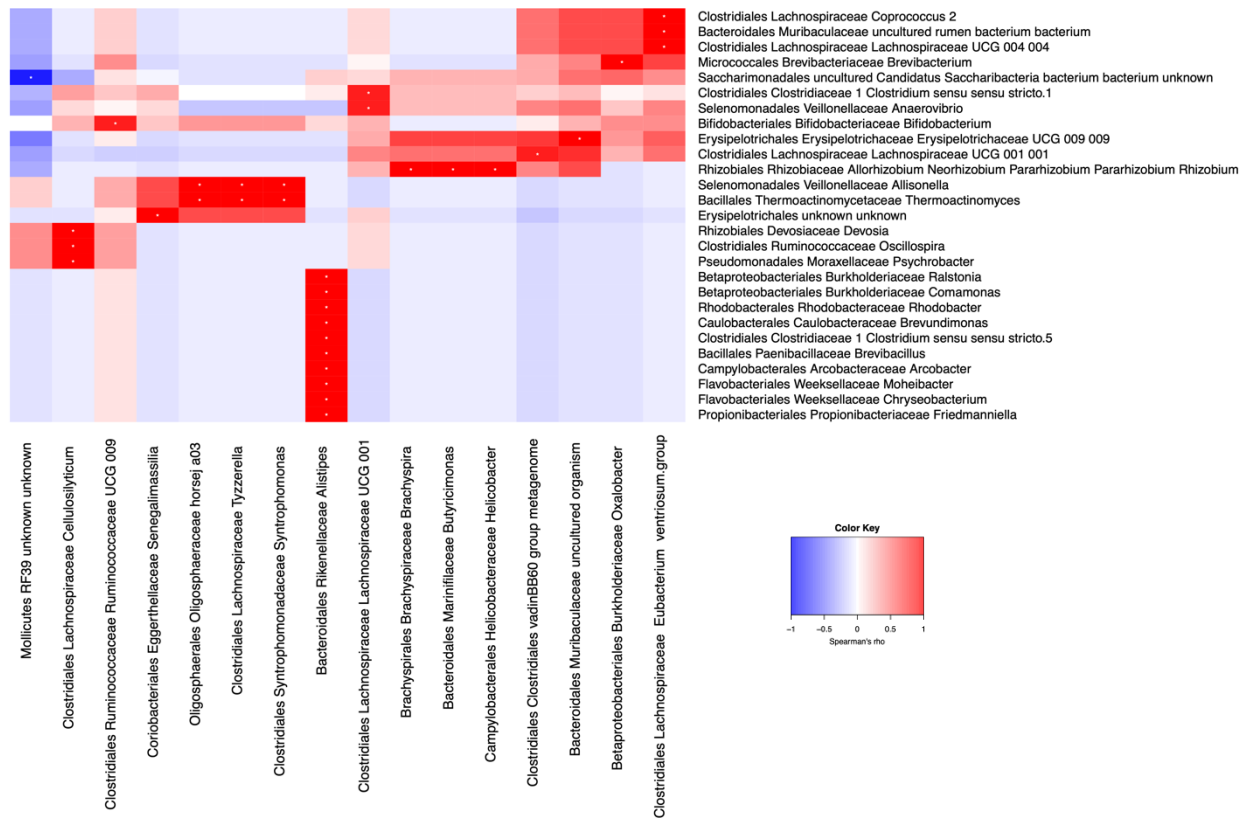 Clostridiales Lachnospiraceae Coprococcus 2
Bacteroidales Muribaculaceae uncultured rumen bacterium bacterium
Clostridiales Lachnospiraceae Lachnospiraceae UCG 004 004
Micrococcales Brevibacteriaceae Brevibacterium
Saccharimonadales uncultured Candidatus Saccharibacteria bacterium bacterium unknown
Clostridiales Clostridiaceae 1 Clostridium sensu sensu stricto.1
Selenomonadales Veillonellaceae Anaerovibrio
Bifidobacteriales Bifidobacteriaceae Bifidobacterium
Erysipelotrichales Erysipelotrichaceae Erysipelotrichaceae UCG 009 009
Clostridiales Lachnospiraceae Lachnospiraceae UCG 001 001
Rhizobiales Rhizobiaceae Allorhizobium Neorhizobium Pararhizobium Pararhizobium Rhizobium
Selenomonadales Veillonellaceae Allisonella
Bacillales Thermoactinomycetaceae Thermoactinomyces
Erysipelotrichales unknown unknown
Rhizobiales Devosiaceae Devosia
Clostridiales Ruminococcaceae Oscillospira
Pseudomonadales Moraxellaceae Psychrobacter
Betaproteobacteriales Burkholderiaceae Ralstonia
Betaproteobacteriales Burkholderiaceae Comamonas
Rhodobacterales Rhodobacteraceae Rhodobacter
Caulobacterales Caulobacteraceae Brevundimonas
Clostridiales Clostridiaceae 1 Clostridium sensu sensu stricto.5
Bacillales Paenibacillaceae Brevibacillus
Campylobacterales Arcobacteraceae Arcobacter
Flavobacteriales Weeksellaceae Moheibacter
Flavobacteriales Weeksellaceae Chryseobacterium
Propionibacteriales Propionibacteriaceae Friedmanniella
Mollicutes RF39 unknown unknown
Clostridiales Lachnospiraceae Cellulosilyticum
Clostridiales Ruminococcaceae Ruminococcaceae UCG 009
Coriobacteriales Eggerthellaceae Senegalimassilia
Oligosphaerales Oligosphaeraceae horsej a03
Clostridiales Lachnospiraceae Tyzzerella
Clostridiales Syntrophomonadaceae Syntrophomonas
Bacteroidales Rikenellaceae Alistipes
Clostridiales Lachnospiraceae Lachnospiraceae UCG 001
Brachyspirales Brachyspiraceae Brachyspira
Bacteroidales Marinifilaceae Butyricimonas
Campylobacterales Helicobacteraceae Helicobacter
Clostridiales Clostridiales vadinBB60 group metagenome
Bacteroidales Muribaculaceae uncultured organism
Betaproteobacteriales Burkholderiaceae Oxalobacter
Clostridiales Lachnospiraceae Eubacterium ventriosum.group
Color Key
-1 -0.5 0 0.5 1
Spearman's rho